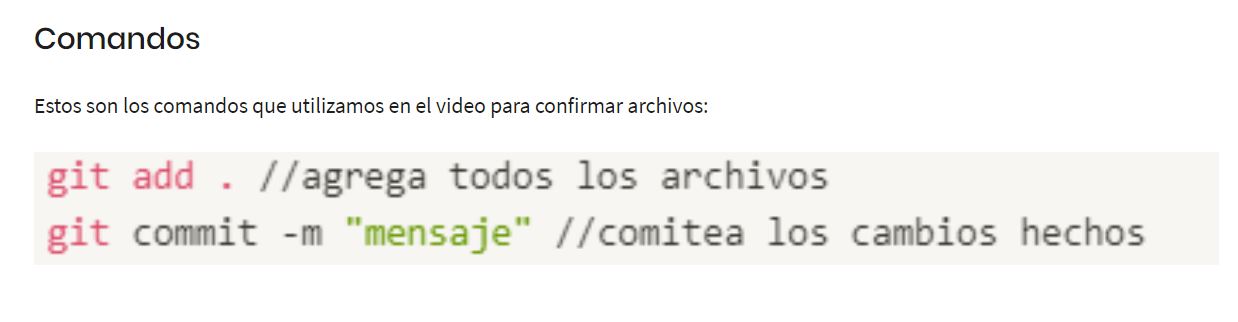 Comandos
Estos son los comandos que utilizamos en el video para confirmar archivos:
git add . //agrega todos los archivos
git commit -m "mensaje" //comitea los cambios hechos